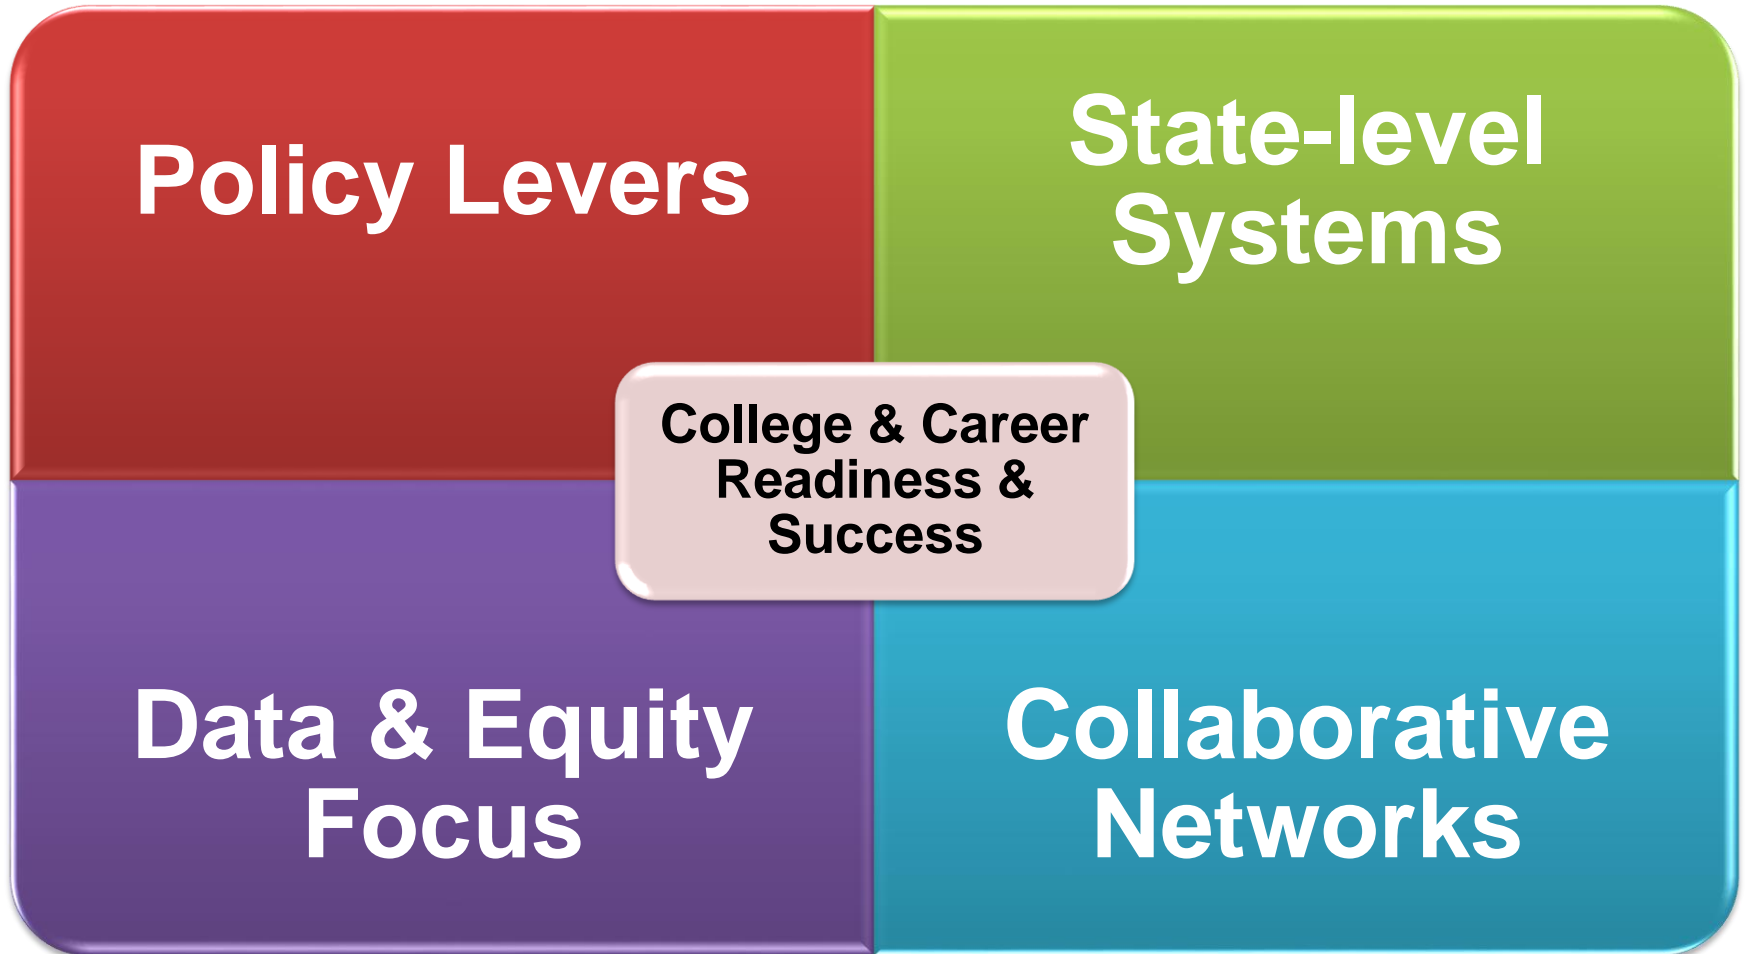 Policy Levers
State-level
Systems
College & Career
Readiness &
Success
Data & Equity
Focus
Collaborative
Networks